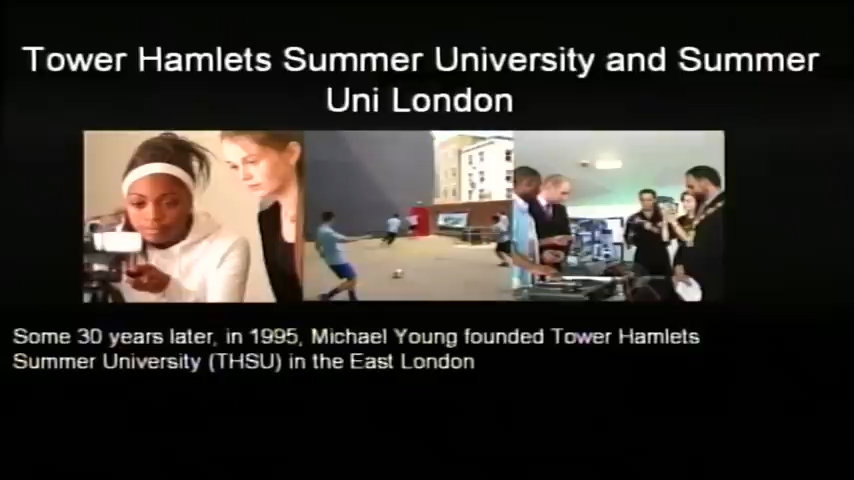 Tower Hamlets Summer University and Summer
Uni London
Some 30 years later, in 1995, Michael Young founded Tower Hamlets
Summer University (THSU) in the East London